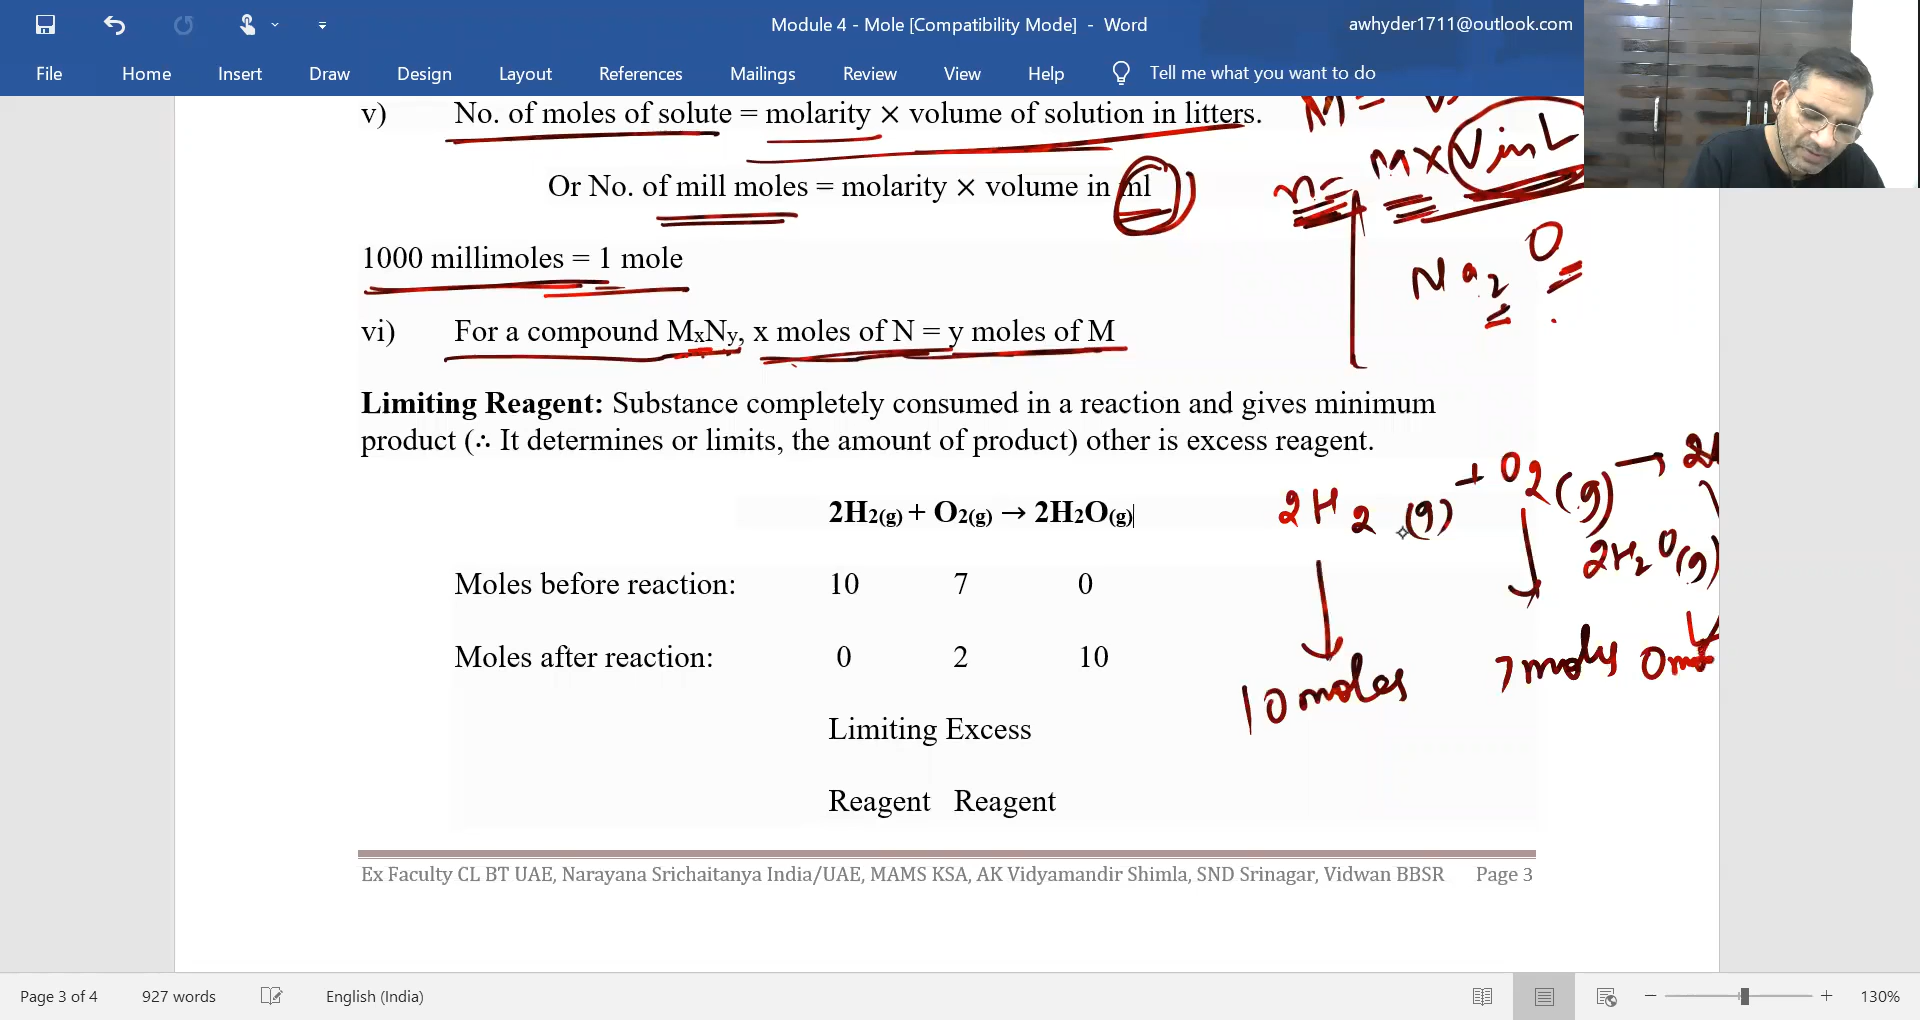 Module 4 - Mole [Compatibility Mode] - Word
awhyder1711@outlook.com
File Home Insert Draw Design Layout References Mailings Review View Help Tell me what you want to do
v) No. of moles of solute = molarity × volume of solution in litters.
Or No. of mill moles = molarity × volume in ml
n = M × V in L
1000 millimoles = 1 mole
Na2O
vi) For a compound MxNy, x moles of N = y moles of M
Limiting Reagent: Substance completely consumed in a reaction and gives minimum
product (∴ It determines or limits, the amount of product) other is excess reagent.
2H2(g) + O2(g) → 2H2O(g)
2H2(g) + O2(g) →
2H2O(g)
Moles before reaction: 10 7 0
Moles after reaction: 0 2 10
10 moles 7 moles 0
Limiting Excess
Reagent Reagent
Ex Faculty CL BT UAE, Narayana Srichaitanya India/UAE, MAMS KSA, AK Vidyamandir Shimla, SND Srinagar, Vidwan BBSR Page 3
Page 3 of 4 927 words English (India) 130%